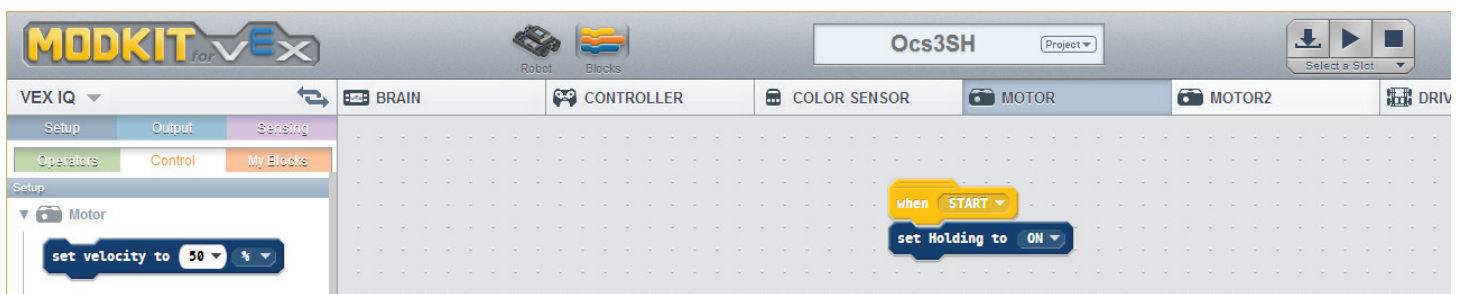 MODKIT for VEX
Robot
Blocks
Ocs3SH
Project
Select a Slot
VEX IQ
BRAIN
CONTROLLER
COLOR SENSOR
MOTOR
MOTOR2
DRIV
Setup Output Sensing
Operators Control My Blocks
Setup
Motor
set velocity to 50 %
when START
set Holding to ON